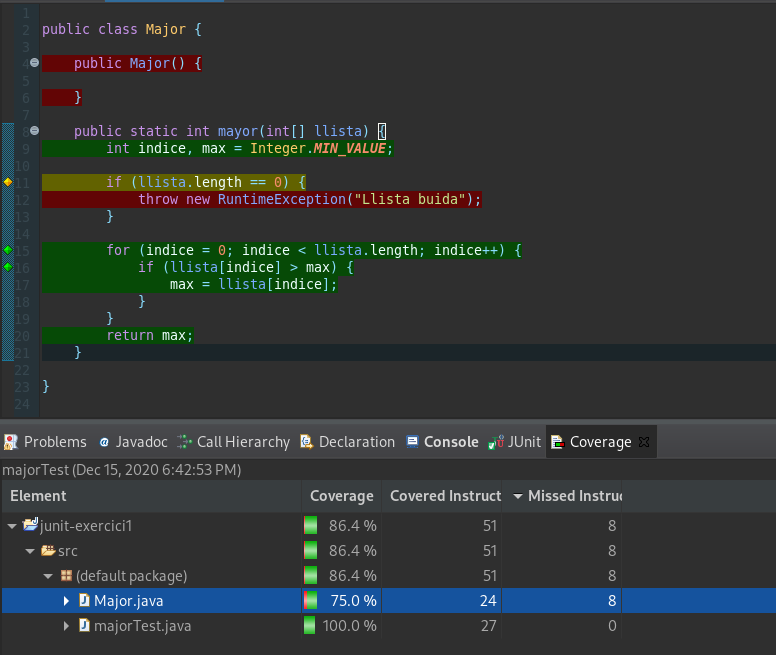 1
2 public class Major {
3
4 public Major() {
5
6 }
7
8 public static int mayor(int[] llista) {
9 int indice, max = Integer.MIN_VALUE;
10
11 if (llista.length == 0) {
12 throw new RuntimeException("Llista buida");
13 }
14
15 for (indice = 0; indice < llista.length; indice++) {
16 if (llista[indice] > max) {
17 max = llista[indice];
18 }
19 }
20 return max;
21 }
22
23 }
24
Problems @ Javadoc Call Hierarchy Declaration Console JUnit Coverage
majorTest (Dec 15, 2020 6:42:53 PM)
Element Coverage Covered Instruct Missed Instruc
junit-exercici1 86.4 % 51 8
src 86.4 % 51 8
(default package) 86.4 % 51 8
Major.java 75.0 % 24 8
majorTest.java 100.0 % 27 0